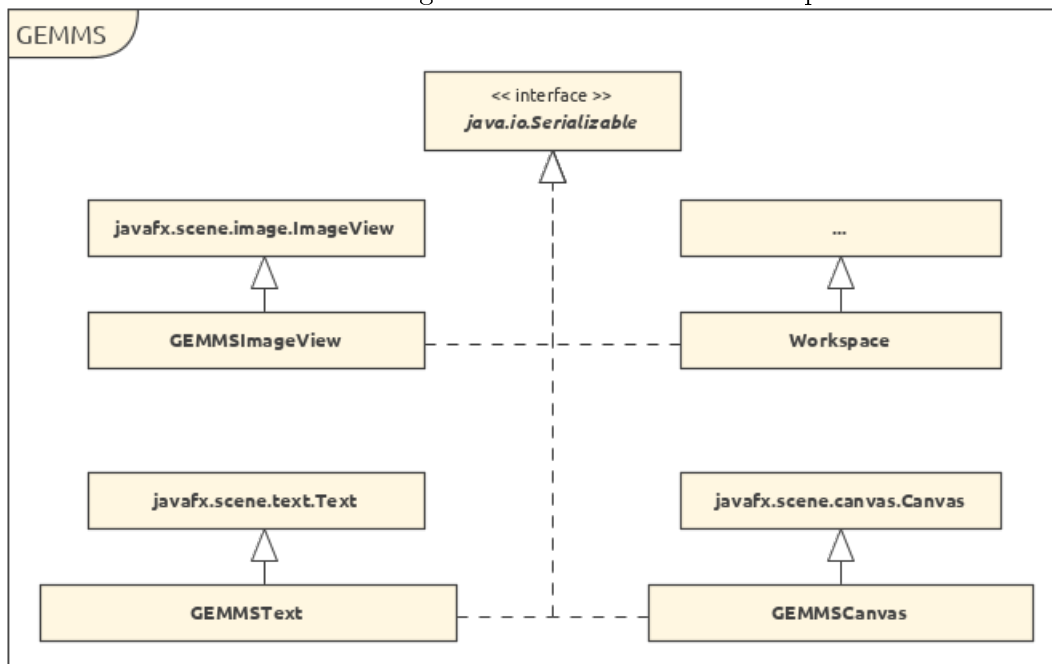 GEMMS
<< interface >>
java.io.Serializable
javafx.scene.image.ImageView
...
GEMMSImageView
Workspace
javafx.scene.text.Text
javafx.scene.canvas.Canvas
GEMMSText
GEMMSCanvas